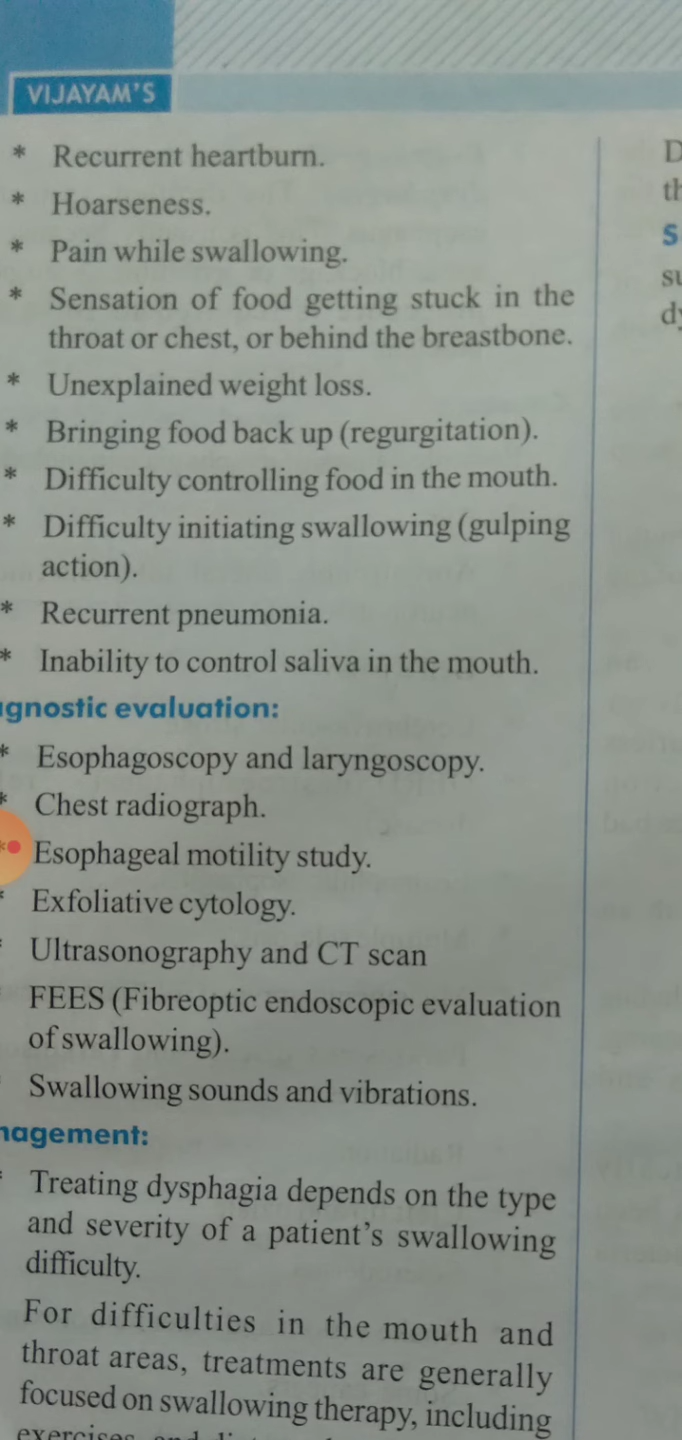 VIJAYAM'S
* Recurrent heartburn.
* Hoarseness.
* Pain while swallowing.
* Sensation of food getting stuck in the
throat or chest, or behind the breastbone.
* Unexplained weight loss.
* Bringing food back up (regurgitation).
* Difficulty controlling food in the mouth.
* Difficulty initiating swallowing (gulping
action).
* Recurrent pneumonia.
* Inability to control saliva in the mouth.
gnostic evaluation:
* Esophagoscopy and laryngoscopy.
* Chest radiograph.
* Esophageal motility study.
* Exfoliative cytology.
Ultrasonography and CT scan
FEES (Fibreoptic endoscopic evaluation
of swallowing).
Swallowing sounds and vibrations.
nagement:
Treating dysphagia depends on the type
and severity of a patient's swallowing
difficulty.
For difficulties in the mouth and
throat areas, treatments are generally
focused on swallowing therapy, including
exercises and
D
th
S
su
dy